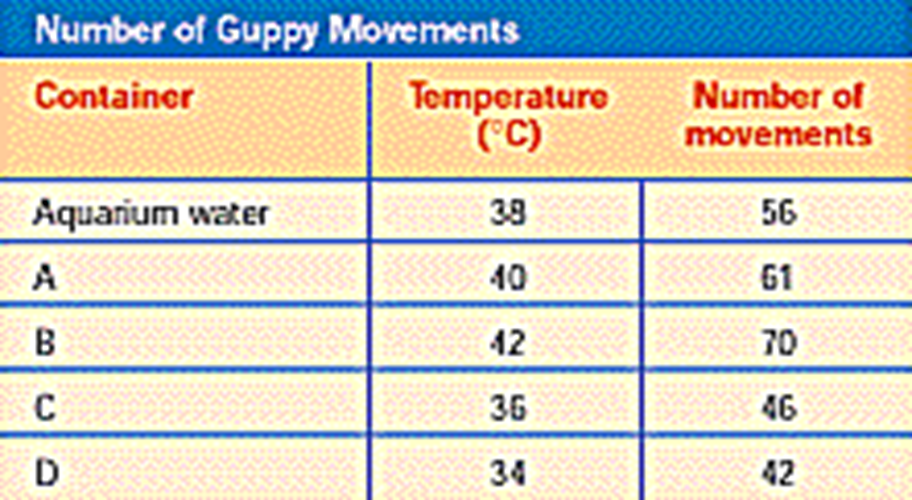 Number of Guppy Movements
Container Temperature (°C) Number of movements
Aquarium water 38 56
A 40 61
B 42 70
C 36 46
D 34 42